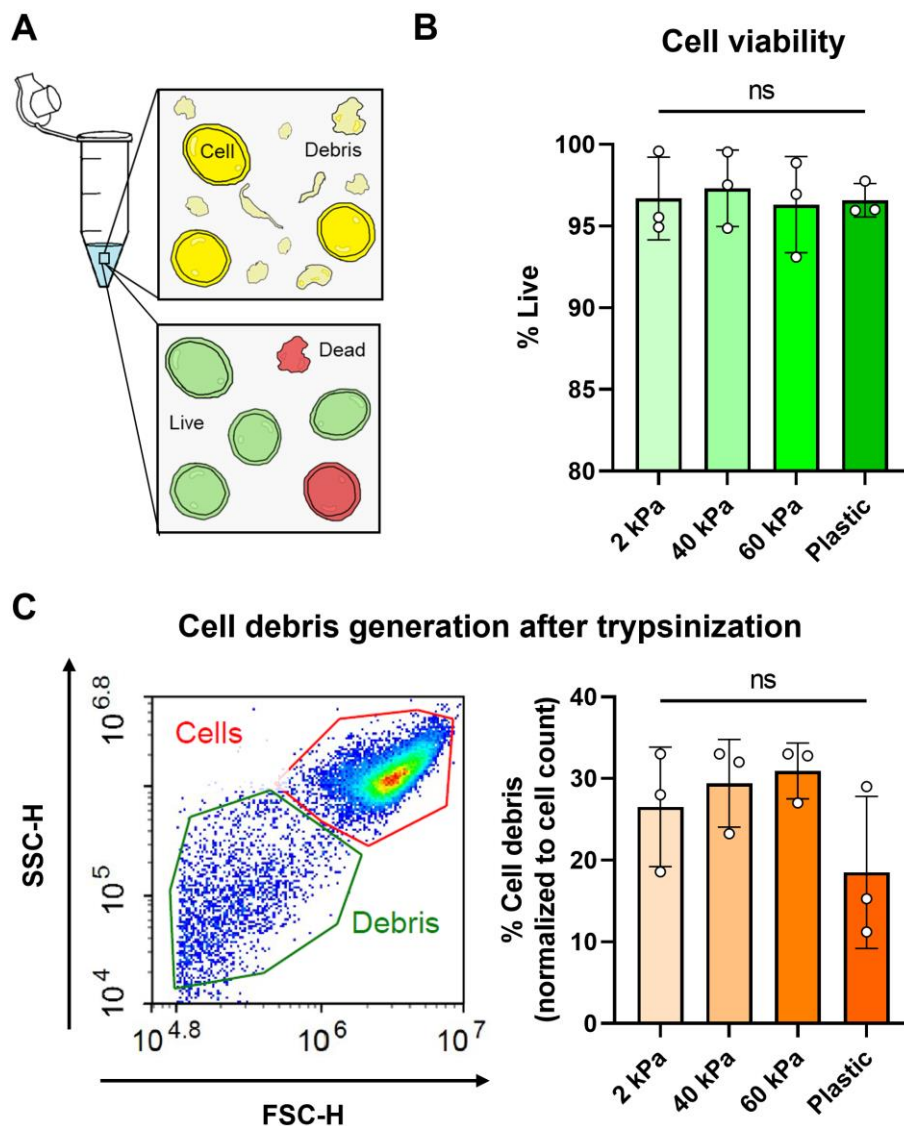 A
Cell
Debris
Dead
Live
B
Cell viability
ns
% Live
100
95
90
85
80
2 kPa
40 kPa
60 kPa
Plastic
C
Cell debris generation after trypsinization
SSC-H
10^6.8
10^5
10^4
Cells
Debris
10^4.8
10^6
10^7
FSC-H
ns
% Cell debris
(normalized to cell count)
40
30
20
10
0
2 kPa
40 kPa
60 kPa
Plastic